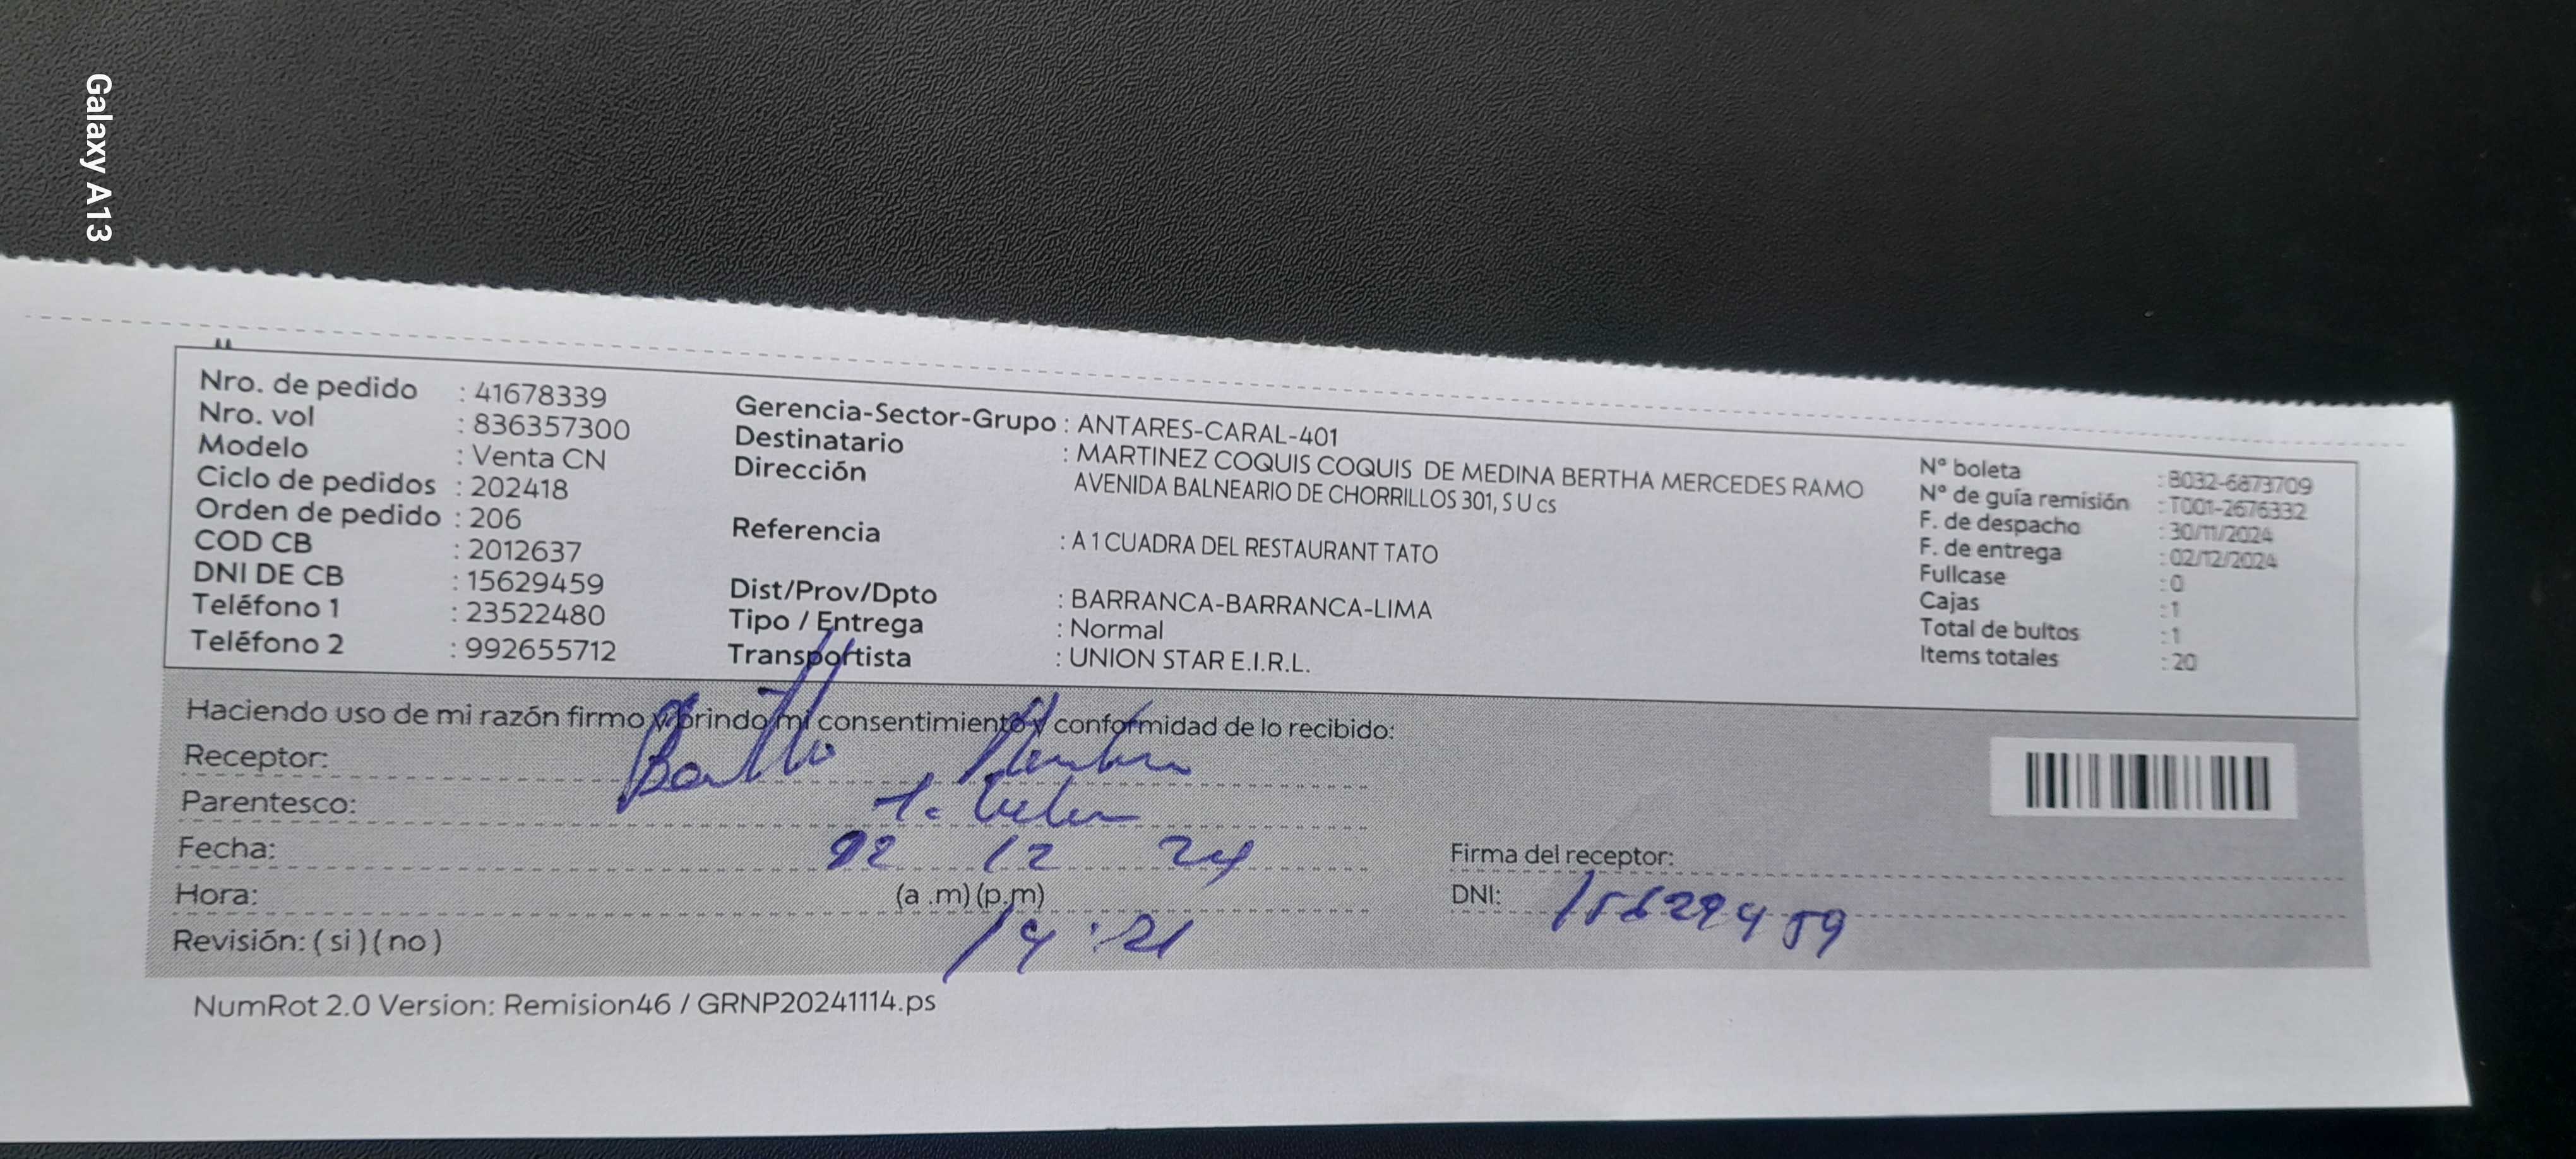 Galaxy A13
Nro. de pedido : 41678339
Nro. vol : 836357300
Modelo : Venta CN
Ciclo de pedidos : 202418
Orden de pedido : 206
COD CB : 2012637
DNI DE CB : 15629459
Teléfono 1 : 23522480
Teléfono 2 : 992655712
Gerencia-Sector-Grupo : ANTARES-CARAL-401
Destinatario : MARTINEZ COQUIS COQUIS DE MEDINA BERTHA MERCEDES RAMO
Dirección AVENIDA BALNEARIO DE CHORRILLOS 301, S U cs
Referencia : A 1 CUADRA DEL RESTAURANT TATO
Dist/Prov/Dpto : BARRANCA-BARRANCA-LIMA
Tipo / Entrega : Normal
Transportista : UNION STAR E.I.R.L.
N° boleta : B032-6873709
N° de guía remisión : T001-2676332
F. de despacho : 30/11/2024
F. de entrega : 02/12/2024
Fullcase : 0
Cajas : 1
Total de bultos : 1
Items totales : 20
Haciendo uso de mi razón firmo y brindo mi consentimiento y conformidad de lo recibido:
Receptor:
Parentesco:
Fecha: 02 12 24
Hora: (a .m) (p.m)
Revisión: ( si ) ( no ) 14:21
Firma del receptor:
DNI: 15629459
NumRot 2.0 Version: Remision46 / GRNP20241114.ps